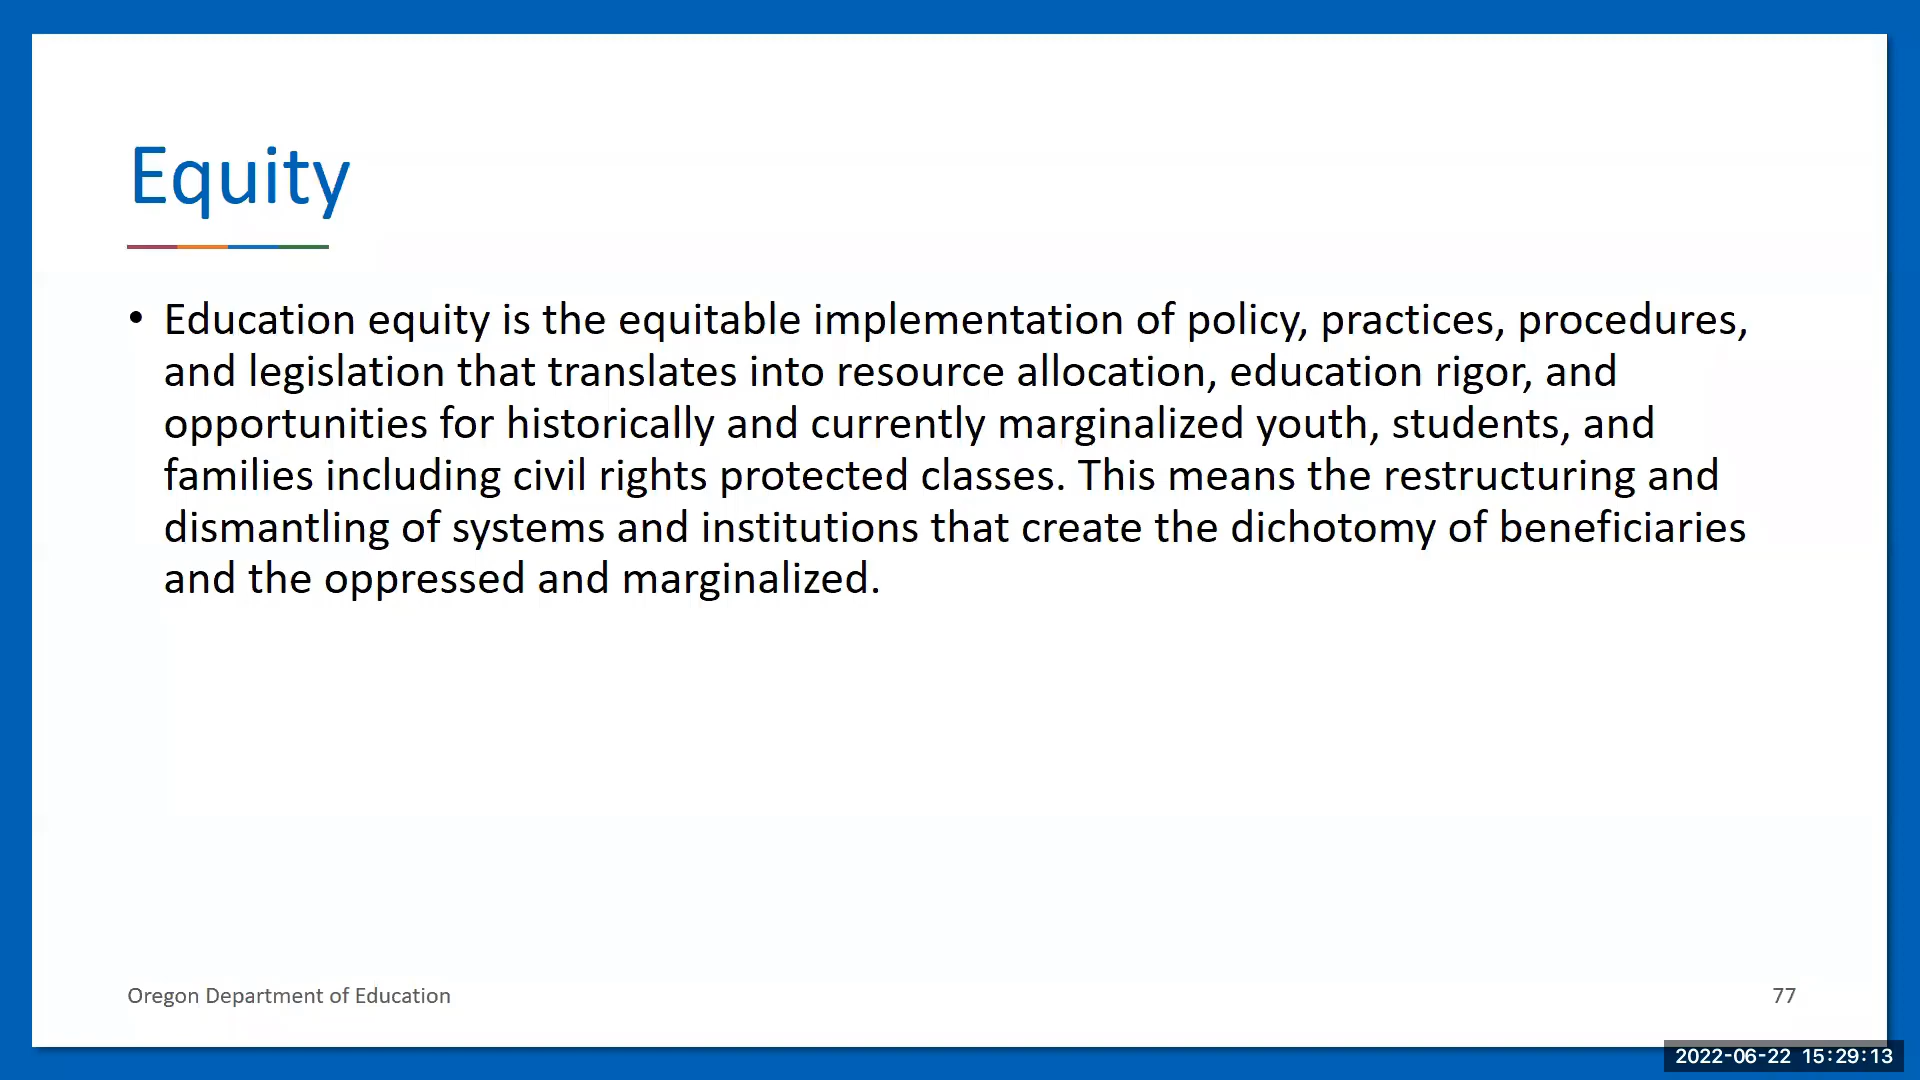 Equity
• Education equity is the equitable implementation of policy, practices, procedures,
and legislation that translates into resource allocation, education rigor, and
opportunities for historically and currently marginalized youth, students, and
families including civil rights protected classes. This means the restructuring and
dismantling of systems and institutions that create the dichotomy of beneficiaries
and the oppressed and marginalized.
Oregon Department of Education
77
2022-06-22 15:29:13